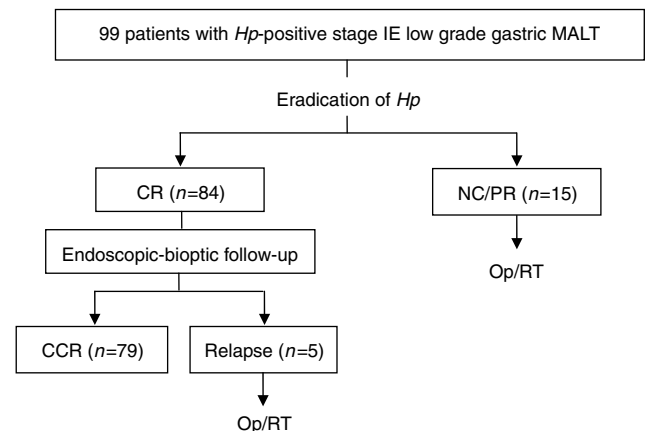 99 patients with Hp-positive stage IE low grade gastric MALT
Eradication of Hp
CR (n=84)
NC/PR (n=15)
Endoscopic-bioptic follow-up
Op/RT
CCR (n=79)
Relapse (n=5)
Op/RT